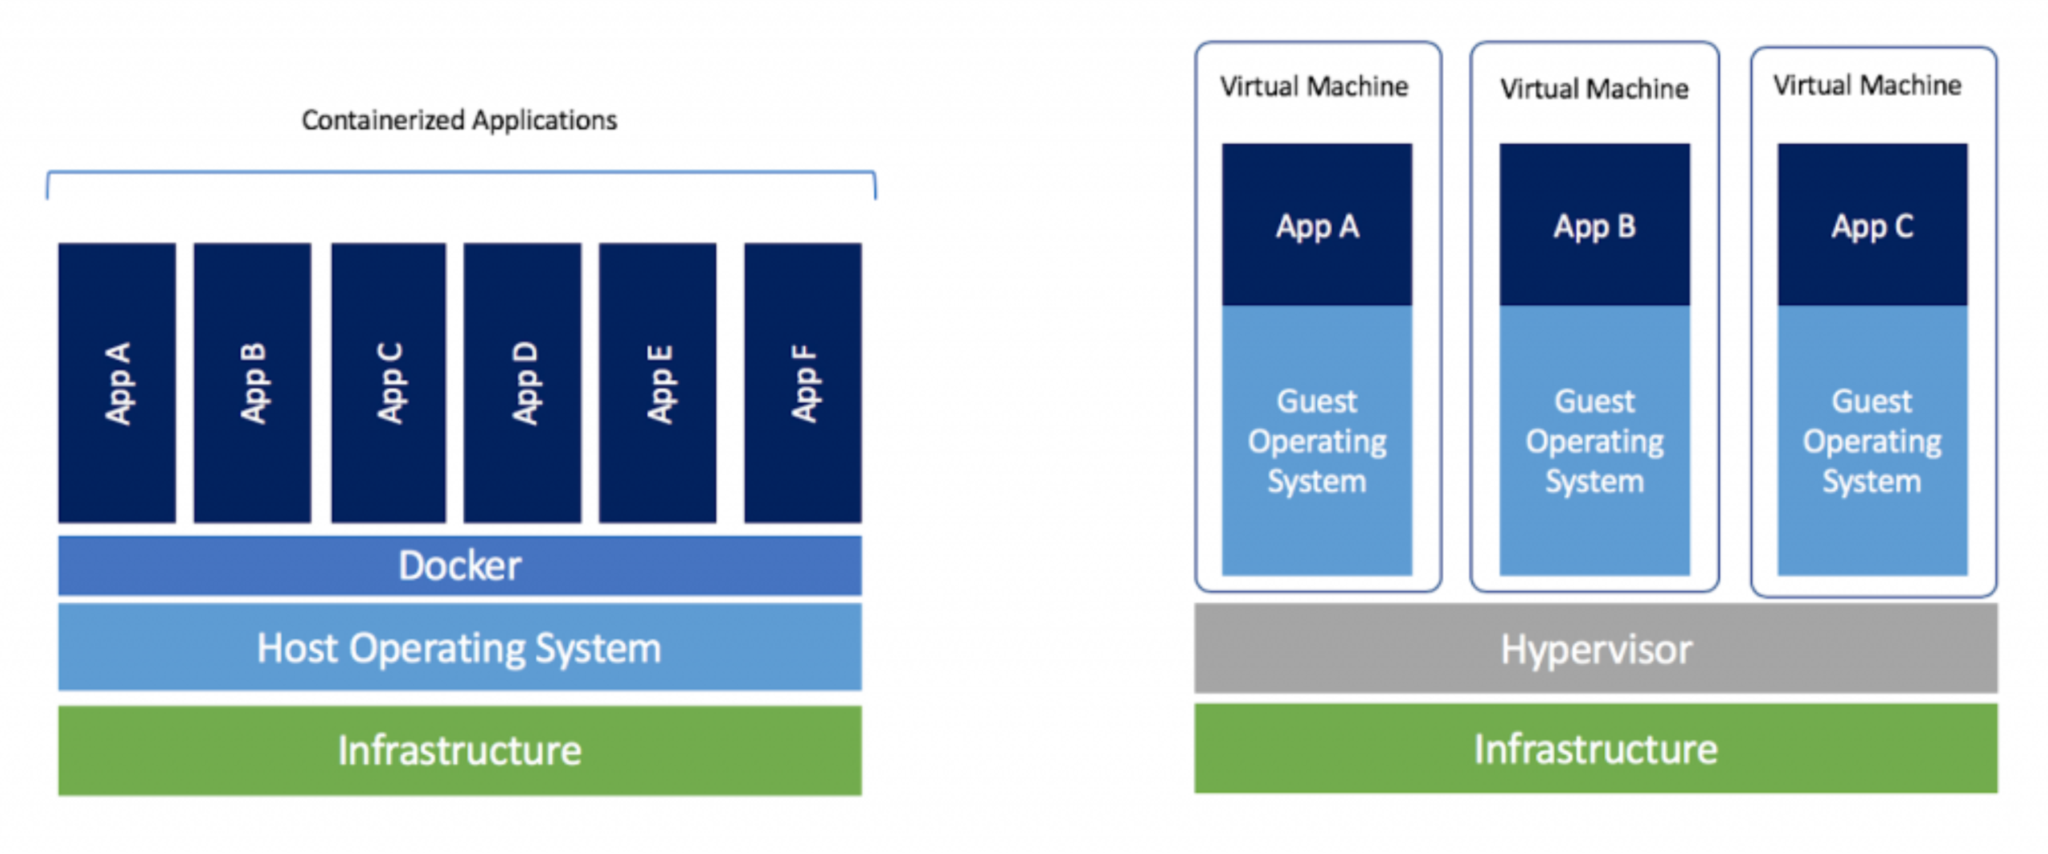 Containerized Applications
App A
App B
App C
App D
App E
App F
Docker
Host Operating System
Infrastructure
Virtual Machine
App A
Guest
Operating
System
Virtual Machine
App B
Guest
Operating
System
Virtual Machine
App C
Guest
Operating
System
Hypervisor
Infrastructure